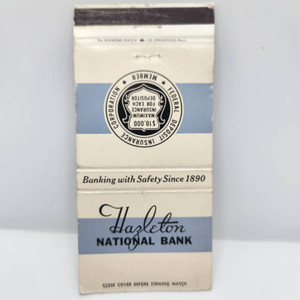 FEDERAL DEPOSIT INSURANCE CORPORATION
MEMBER
$10,000
MAXIMUM
INSURANCE
FOR EACH
DEPOSITOR
Banking with Safety Since 1890
Hazleton
NATIONAL BANK
CLOSE COVER BEFORE STRIKING MATCH